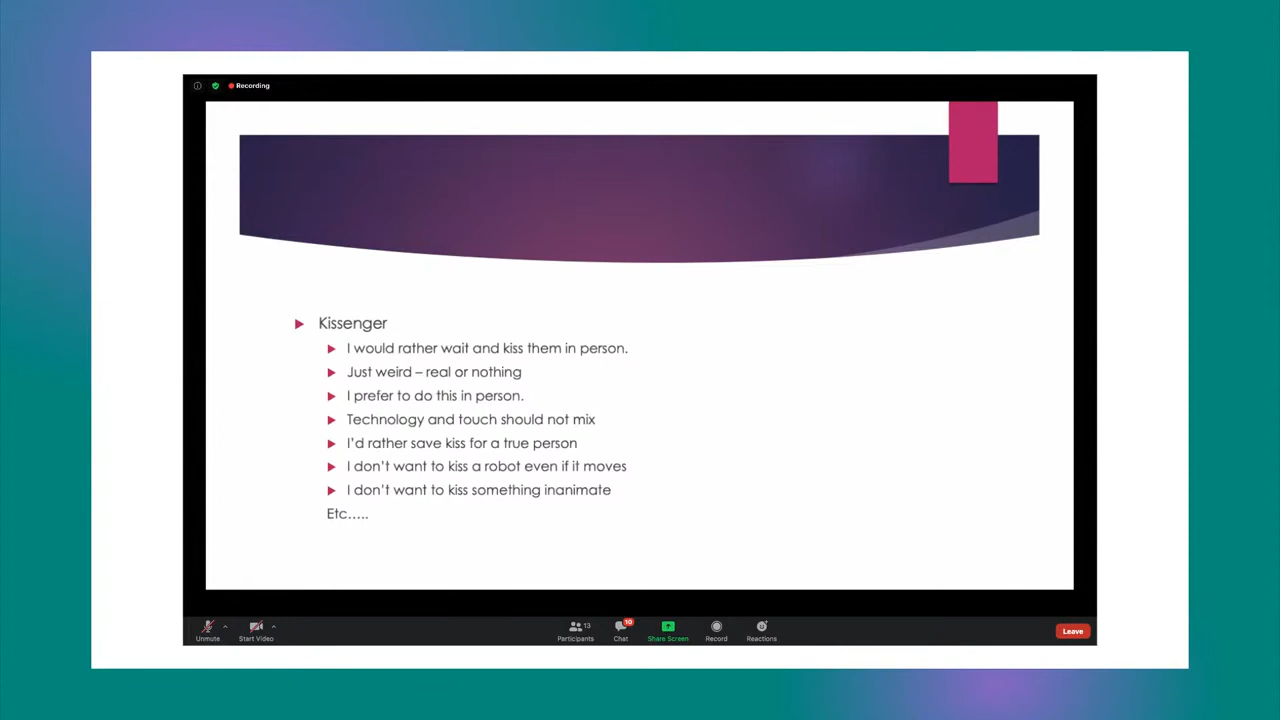 Recording
Kissenger
I would rather wait and kiss them in person.
Just weird – real or nothing
I prefer to do this in person.
Technology and touch should not mix
I'd rather save kiss for a true person
I don't want to kiss a robot even if it moves
I don't want to kiss something inanimate
Etc.....
Unmute
Start Video
13
Participants
10
Chat
Share Screen
Record
Reactions
Leave